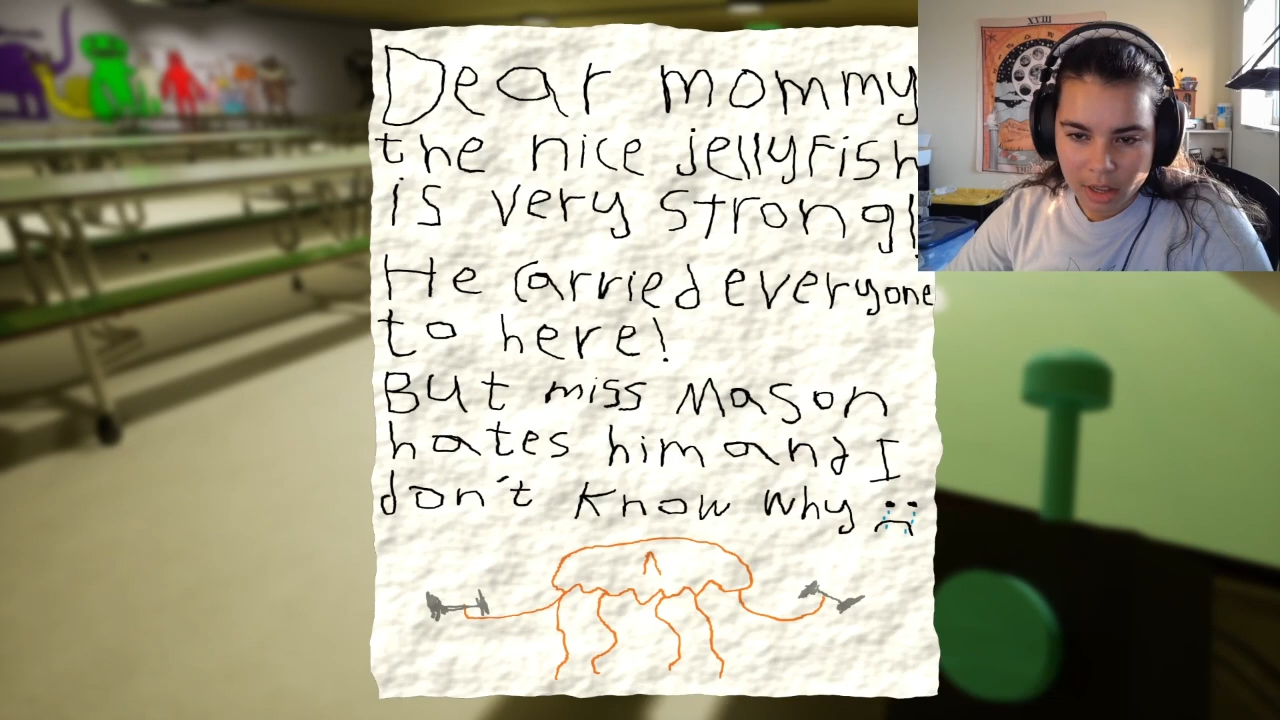 XVIII
Dear mommy
the nice jellyfish
is very strong!
He carried everyone
to here!
But miss Mason
hates him and I
don't know why